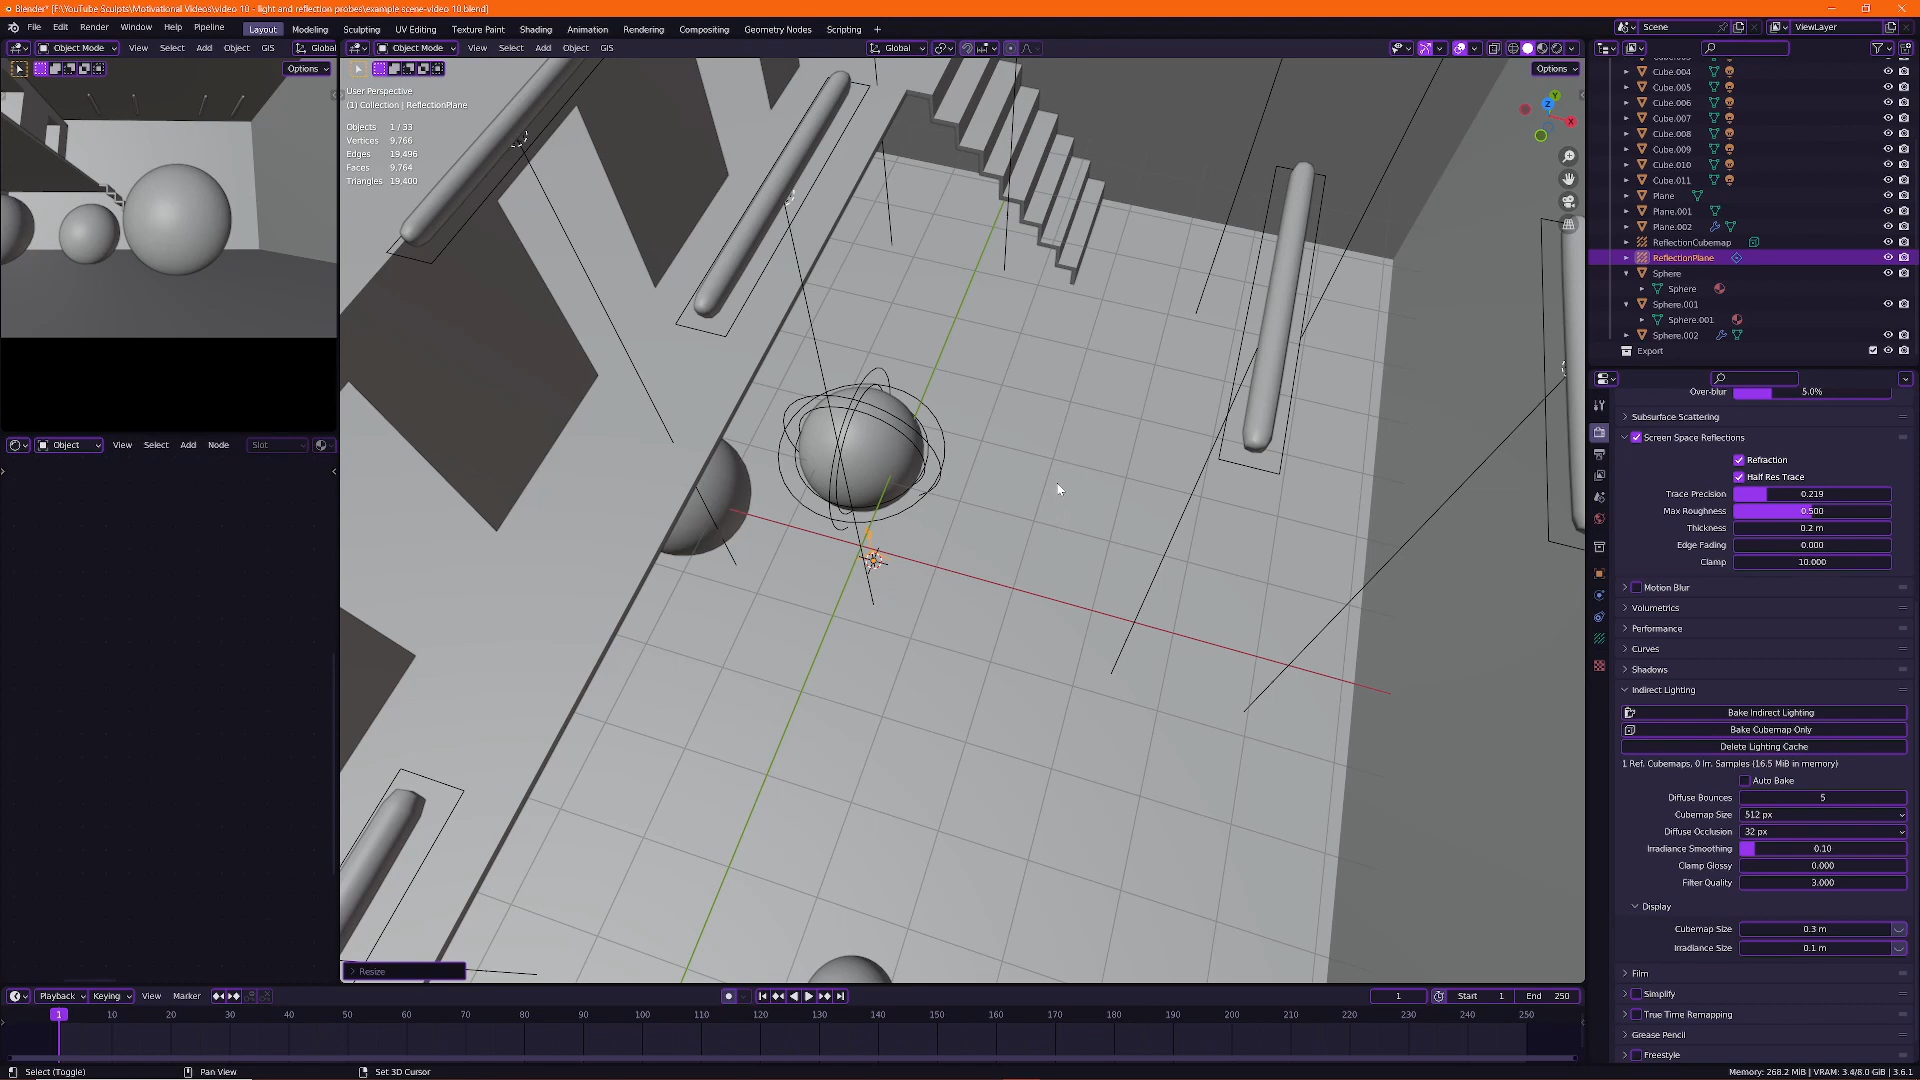 Blender* [F:\YouTube Sculpts\Motivational Videos\video 10 - light and reflection probes\example scene-video 10 blend]
File Edit Render Window Help Pipeline Layout Modeling Sculpting UV Editing Texture Paint Shading Animation Rendering Compositing Geometry Nodes Scripting + Scene ViewLayer
Object Mode View Select Add Object GIS Global Object Mode View Select Add Object GIS Global
Options Options
User Perspective
(1) Collection | ReflectionPlane
Objects 1 / 33
Vertices 9,766
Edges 19,496
Faces 9,764
Triangles 19,400
Z
Y
X
Cube.004
Cube.005
Cube.006
Cube.007
Cube.008
Cube.009
Cube.010
Cube.011
Plane
Plane.001
Plane.002
ReflectionCubemap
ReflectionPlane
Sphere
Sphere
Sphere.001
Sphere.001
Sphere.002
Export
Over-blur 5.0%
Subsurface Scattering
Screen Space Reflections
Refraction
Half Res Trace
Trace Precision 0.219
Max Roughness 0.500
Thickness 0.2 m
Edge Fading 0.000
Clamp 10.000
Motion Blur
Volumetrics
Performance
Curves
Shadows
Indirect Lighting
Bake Indirect Lighting
Bake Cubemap Only
Delete Lighting Cache
1 Ref. Cubemaps, 0 Irr. Samples (16.5 MiB in memory)
Auto Bake
Diffuse Bounces 5
Cubemap Size 512 px
Diffuse Occlusion 32 px
Irradiance Smoothing 0.10
Clamp Glossy 0.000
Filter Quality 3.000
Display
Cubemap Size 0.3 m
Irradiance Size 0.1 m
Film
Simplify
True Time Remapping
Grease Pencil
Freestyle
Object View Select Add Node Slot
Resize
Playback Keying View Marker 1 Start 1 End 250
1 10 20 30 40 50 60 70 80 90 100 110 120 130 140 150 160 170 180 190 200 210 220 230 240 250
Select (Toggle) Pan View Set 3D Cursor Memory: 268.2 MiB | VRAM: 3.4/8.0 GiB | 3.6.1